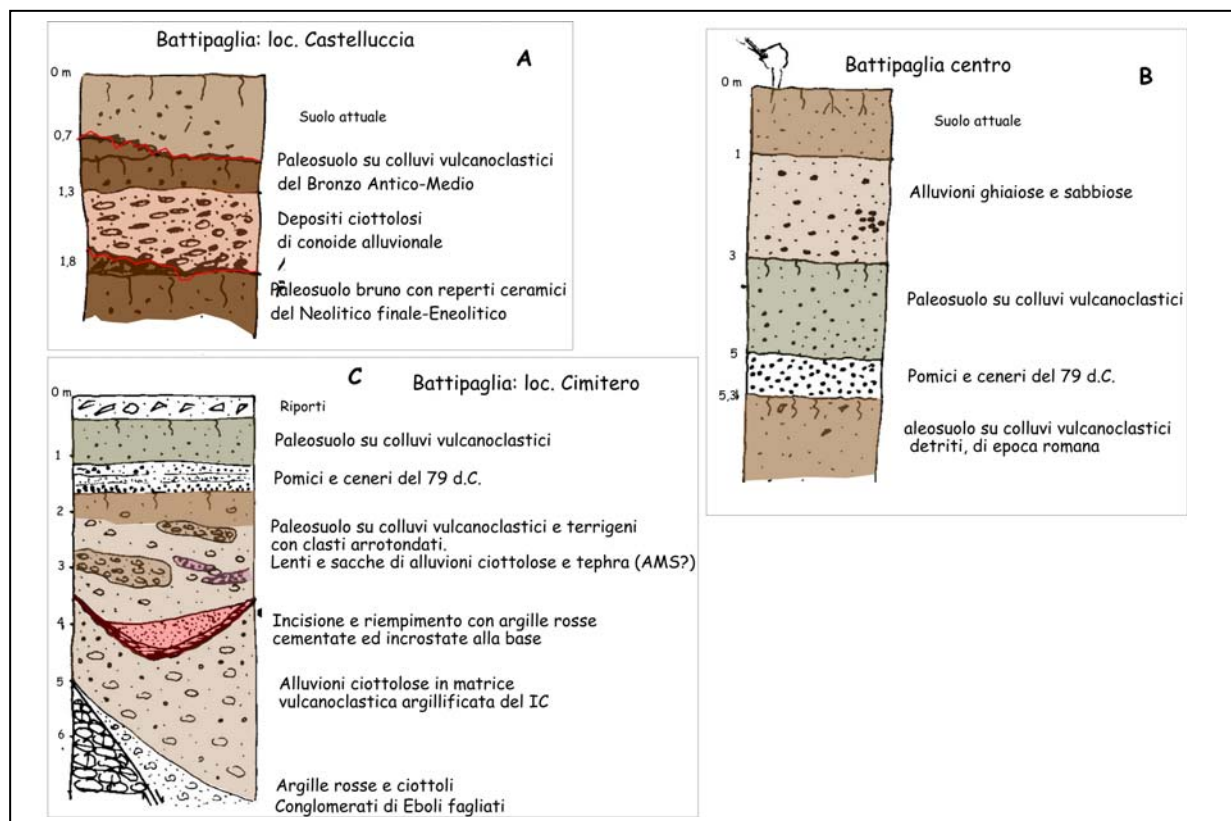 Battipaglia: loc. Castelluccia
A
0 m
Suolo attuale
0,7
Paleosuolo su colluvi vulcanoclastici
del Bronzo Antico-Medio
1,3
Depositi ciottolosi
di conoide alluvionale
1,8
Paleosuolo bruno con reperti ceramici
del Neolitico finale-Eneolitico
Battipaglia centro
B
0 m
Suolo attuale
1
Alluvioni ghiaiose e sabbiose
3
Paleosuolo su colluvi vulcanoclastici
5
Pomici e ceneri del 79 d.C.
5,3
aleosuolo su colluvi vulcanoclastici
detriti, di epoca romana
C
Battipaglia: loc. Cimitero
0 m
Riporti
Paleosuolo su colluvi vulcanoclastici
1
Pomici e ceneri del 79 d.C.
2
Paleosuolo su colluvi vulcanoclastici e terrigeni
con clasti arrotondati.
Lenti e sacche di alluvioni ciottolose e tephra (AMS?)
3
Incisione e riempimento con argille rosse
4
cementate ed incrostate alla base
5
Alluvioni ciottolose in matrice
vulcanoclastica argillificata del IC
6
Argille rosse e ciottoli
Conglomerati di Eboli fagliati